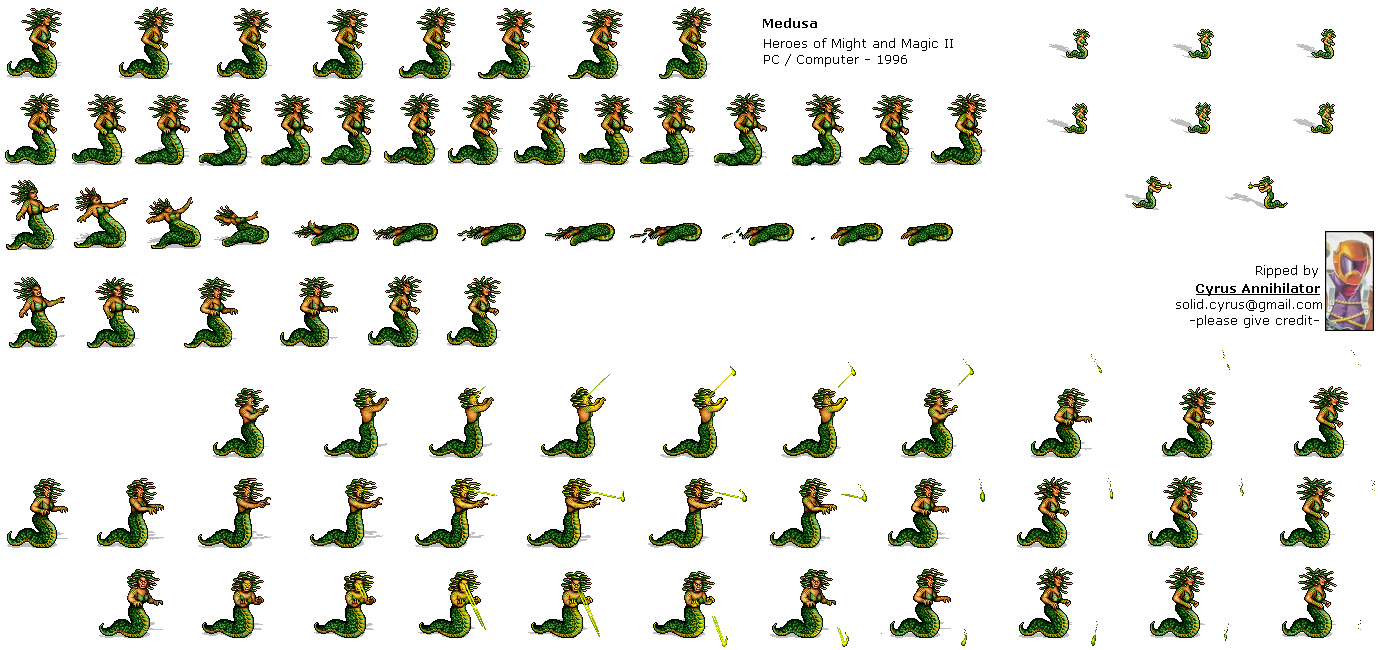 Medusa
Heroes of Might and Magic II
PC / Computer - 1996
Ripped by
Cyrus Annihilator
solid.cyrus@gmail.com
-please give credit-